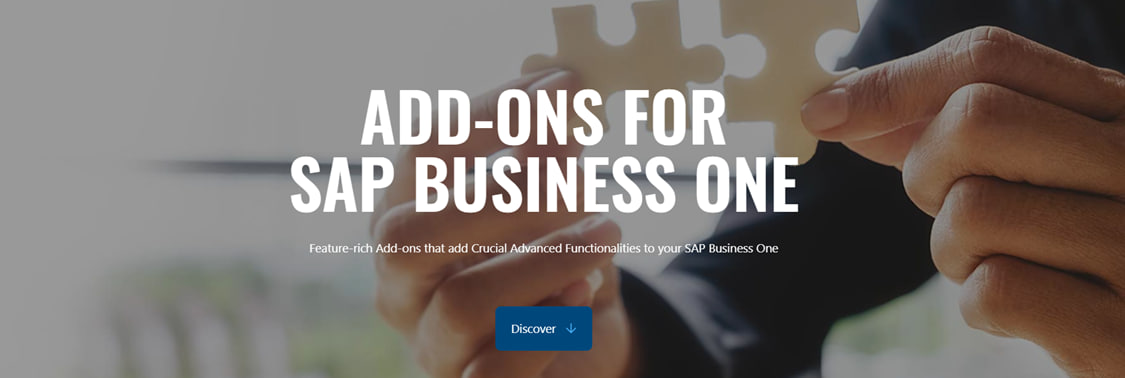 ADD-ONS FOR
SAP BUSINESS ONE
Feature-rich Add-ons that add Crucial Advanced Functionalities to your SAP Business One
Discover